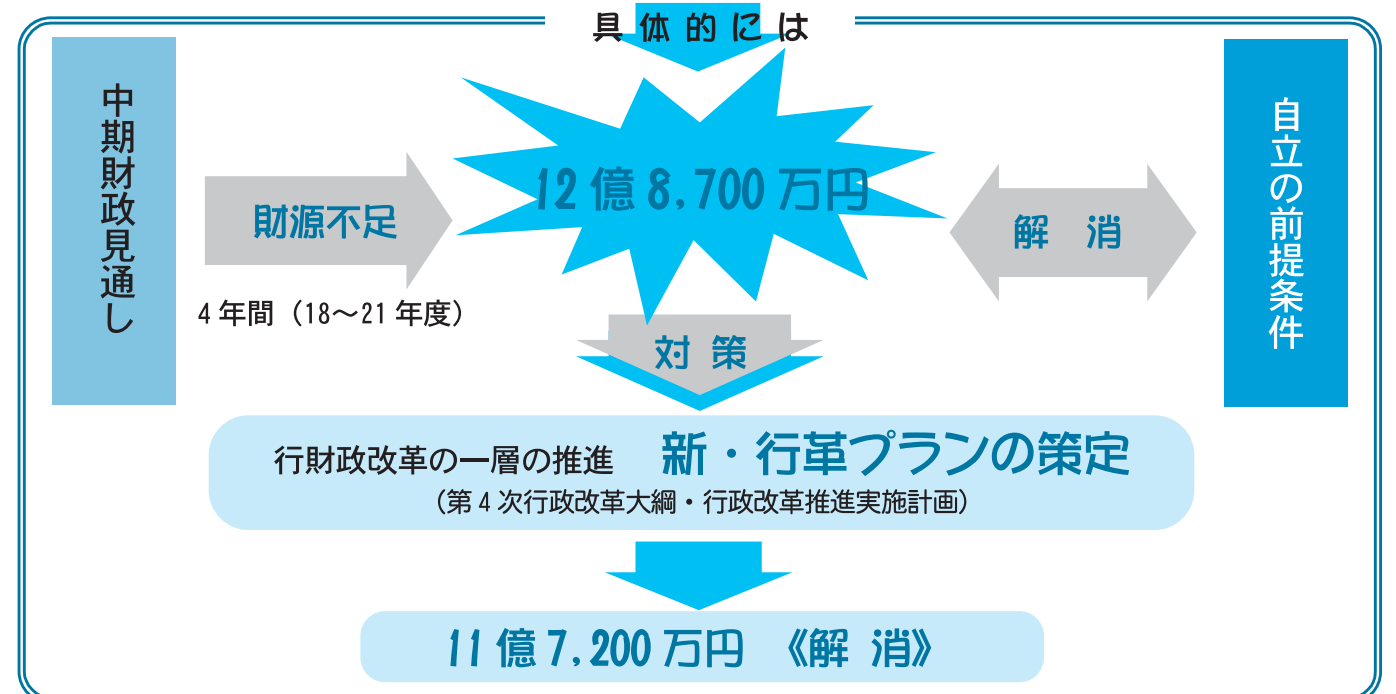 具体的には
中期財政見通し
財源不足
4年間（18～21年度）
12億8,700万円
解 消
自立の前提条件
対 策
行財政改革の一層の推進 新・行革プランの策定
（第4次行政改革大綱・行政改革推進実施計画）
11億7,200万円 《解 消》